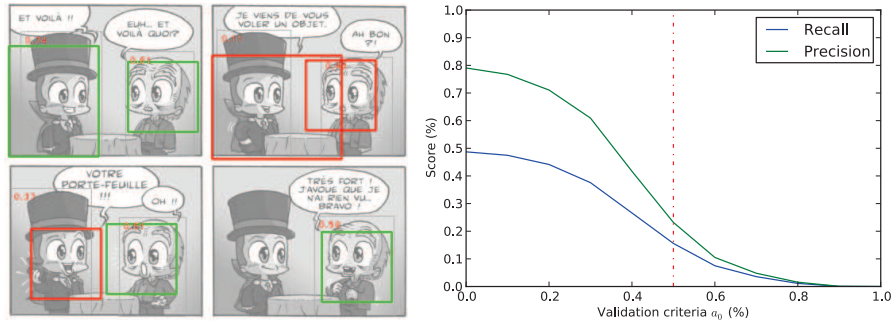 ET VOILÀ !!
EUH... ET
VOILÀ QUOI?
JE VIENS DE VOUS
VOLER UN OBJET.
AH BON
?!
VOTRE
PORTE-FEUILLE
!!!
OH !!
TRÈS FORT !
J'AVOUE QUE JE
N'AI RIEN VU...
BRAVO !
0.37
0.59
Recall
Precision
Score (%)
1.0
0.9
0.8
0.7
0.6
0.5
0.4
0.3
0.2
0.1
0.0
0.0 0.2 0.4 0.6 0.8 1.0
Validation criteria a₀ (%)